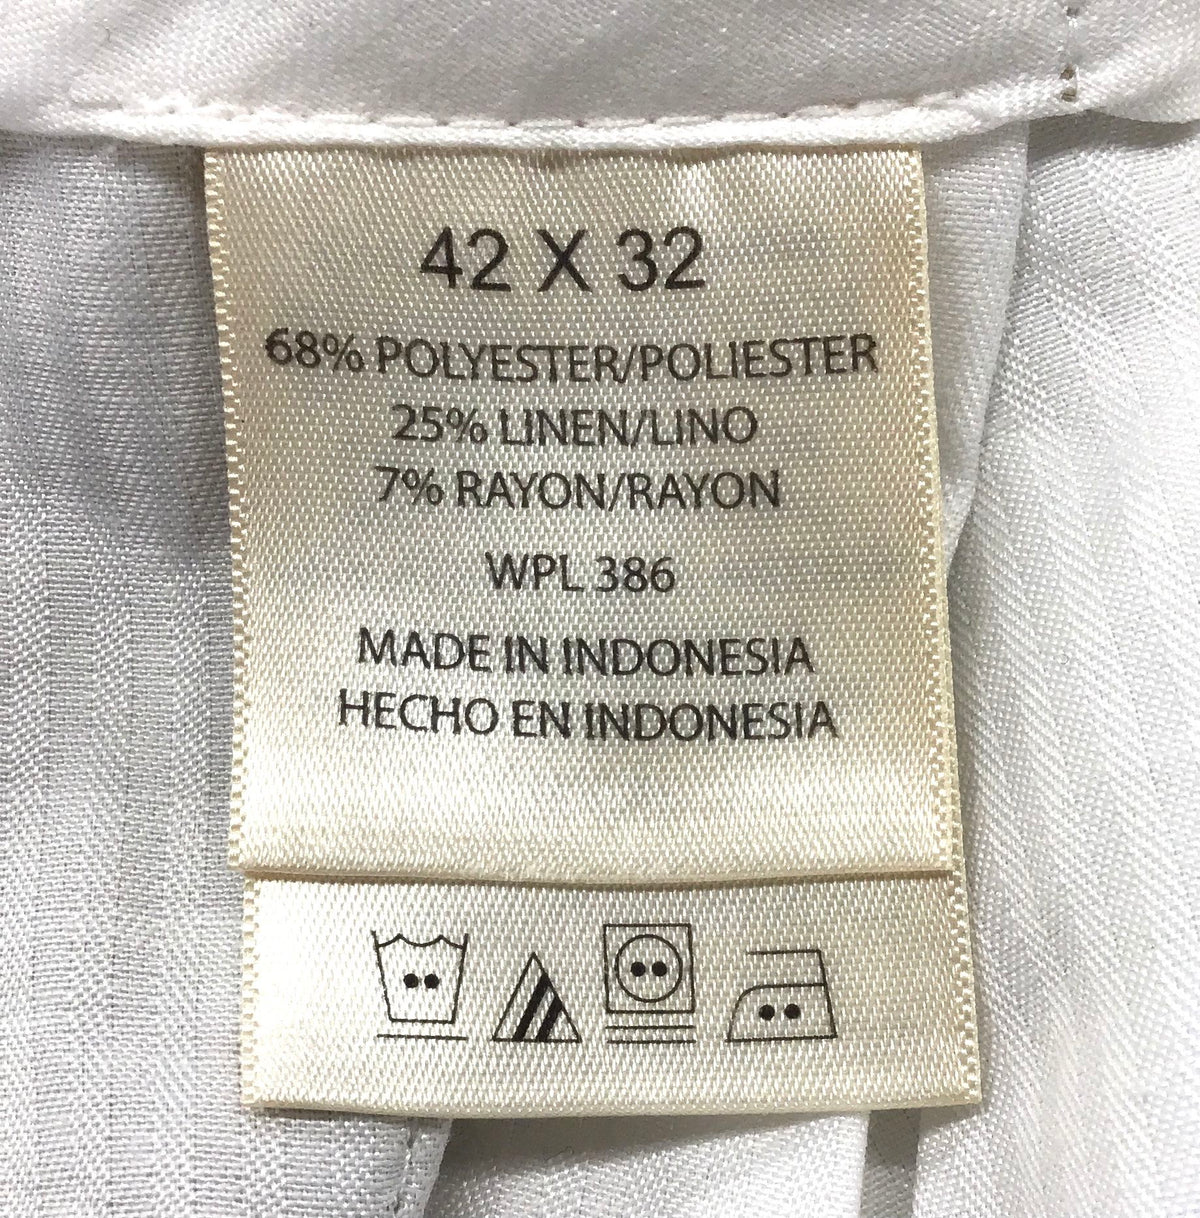 42 X 32
68% POLYESTER/POLIESTER
25% LINEN/LINO
7% RAYON/RAYON
WPL 386
MADE IN INDONESIA
HECHO EN INDONESIA